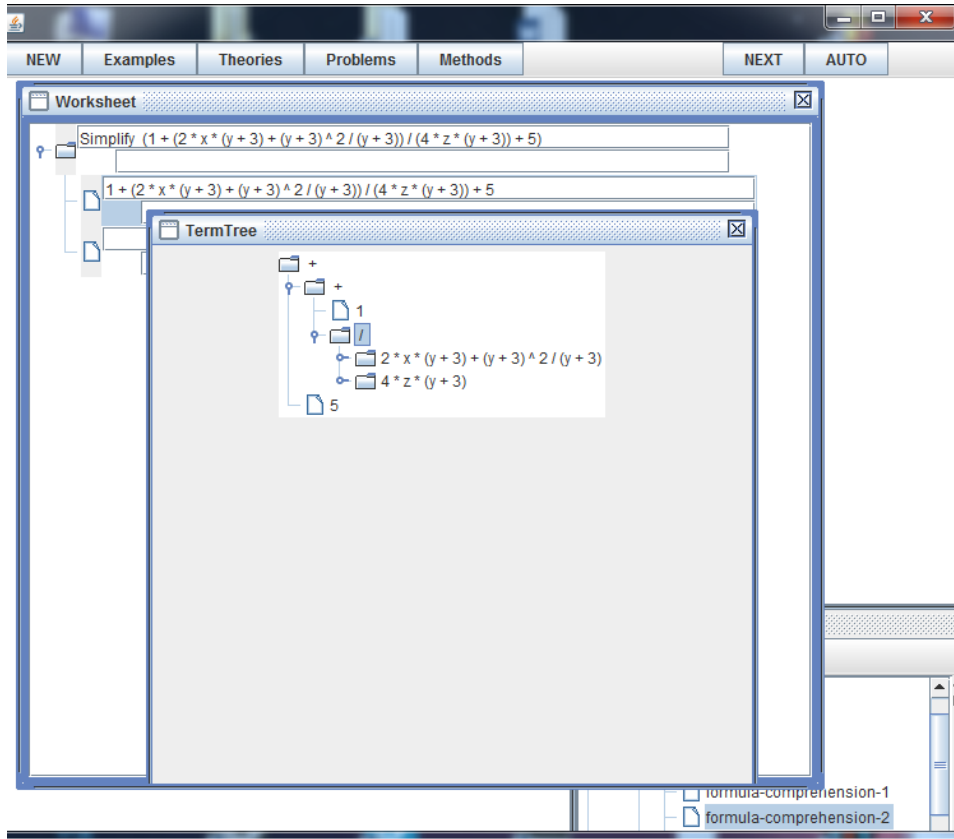 NEW Examples Theories Problems Methods NEXT AUTO
Worksheet
Simplify (1 + (2 * x * (y + 3) + (y + 3) ^ 2 / (y + 3)) / (4 * z * (y + 3)) + 5)
1 + (2 * x * (y + 3) + (y + 3) ^ 2 / (y + 3)) / (4 * z * (y + 3)) + 5
TermTree
+
+
1
/
2 * x * (y + 3) + (y + 3) ^ 2 / (y + 3)
4 * z * (y + 3)
5
formula-comprehension-1
formula-comprehension-2